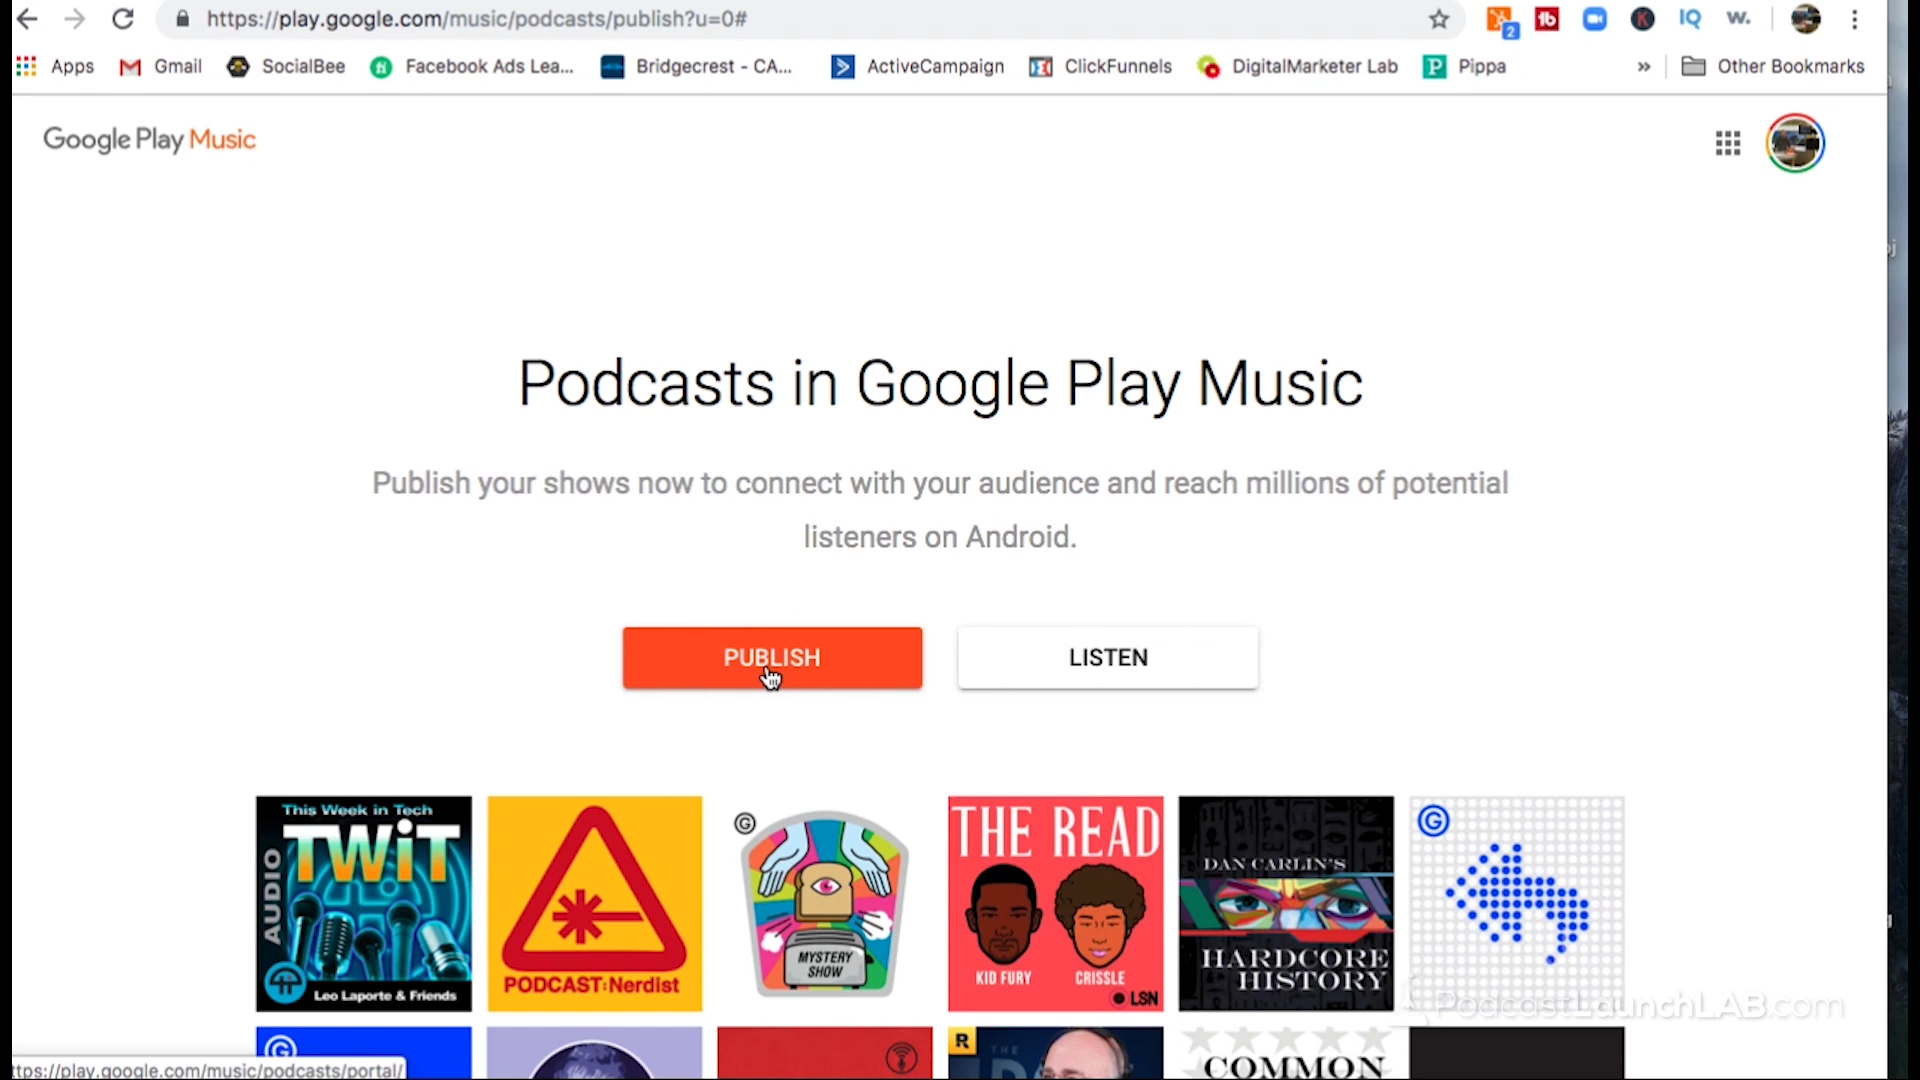 https://play.google.com/music/podcasts/publish?u=0#
2
Apps
Gmail
SocialBee
Facebook Ads Lea...
Bridgecrest - CA...
ActiveCampaign
ClickFunnels
DigitalMarketer Lab
Pippa
»
Other Bookmarks
Google Play Music
Podcasts in Google Play Music
Publish your shows now to connect with your audience and reach millions of potential
listeners on Android.
PUBLISH
LISTEN
This Week in Tech
TWiT
AUDIO
Leo Laporte & Friends
PODCAST:Nerdist
MYSTERY
SHOW
THE READ
KID FURY
CRISSLE
LSN
DAN CARLIN'S
HARDCORE
HISTORY
PodcastLaunchLAB.com
R
THE
COMMON
ttps://play.google.com/music/podcasts/portal/